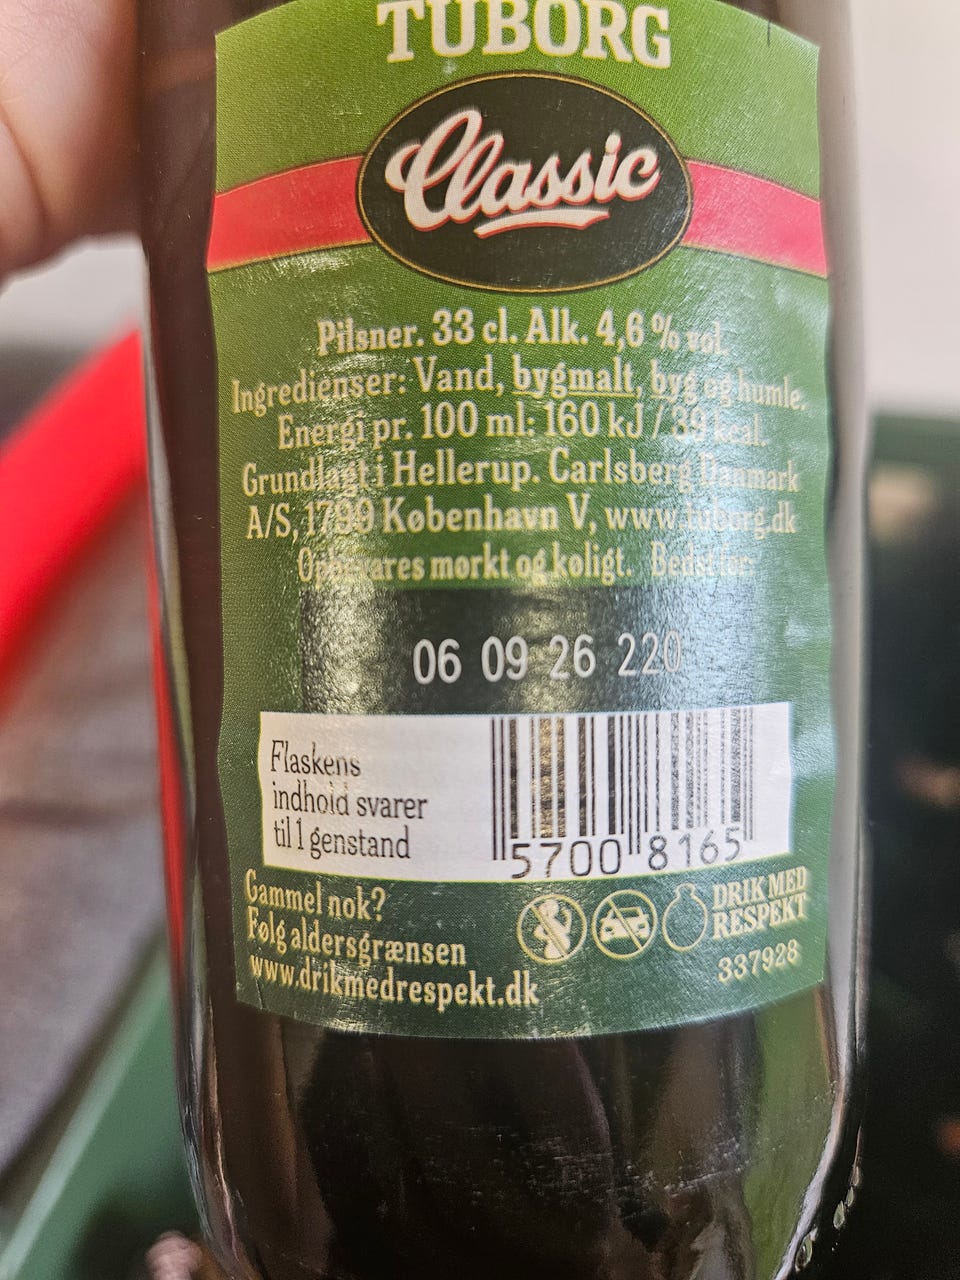 TUBORG
Classic
Pilsner. 33 cl. Alk. 4,6 % vol.
Ingredienser: Vand, bygmalt, byg og humle.
Energi pr. 100 ml: 160 kJ / 39 kcal.
Grundlagt i Hellerup. Carlsberg Danmark
A/S, 1799 København V, www.tuborg.dk
Opbevares mørkt og køligt. Bedst før:
06 09 26 220
Flaskens
indhold svarer
til 1 genstand
5700 8165
Gammel nok?
Følg aldersgrænsen
www.drikmedrespekt.dk
DRIK MED
RESPEKT
337928